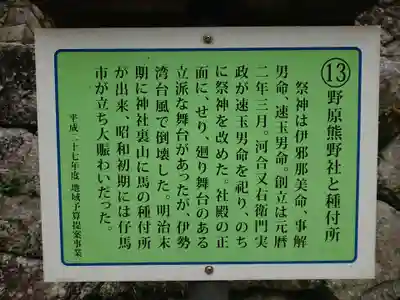 ⑬野原熊野社と種付所
祭神は伊邪那美命、事解
男命、速玉男命。創立は元暦
二年三月。河合又右衛門実
政が速玉男命を祀り、のち
に祭神を改めた。社殿の正
面に、せり、廻り舞台のある
立派な舞台があったが、伊勢
湾台風で倒壊した。明治末
期に神社裏山に馬の種付所
が出来、昭和初期には仔馬
市が立ち大賑わいだった。
平成二十七年度 地域予算提案事業